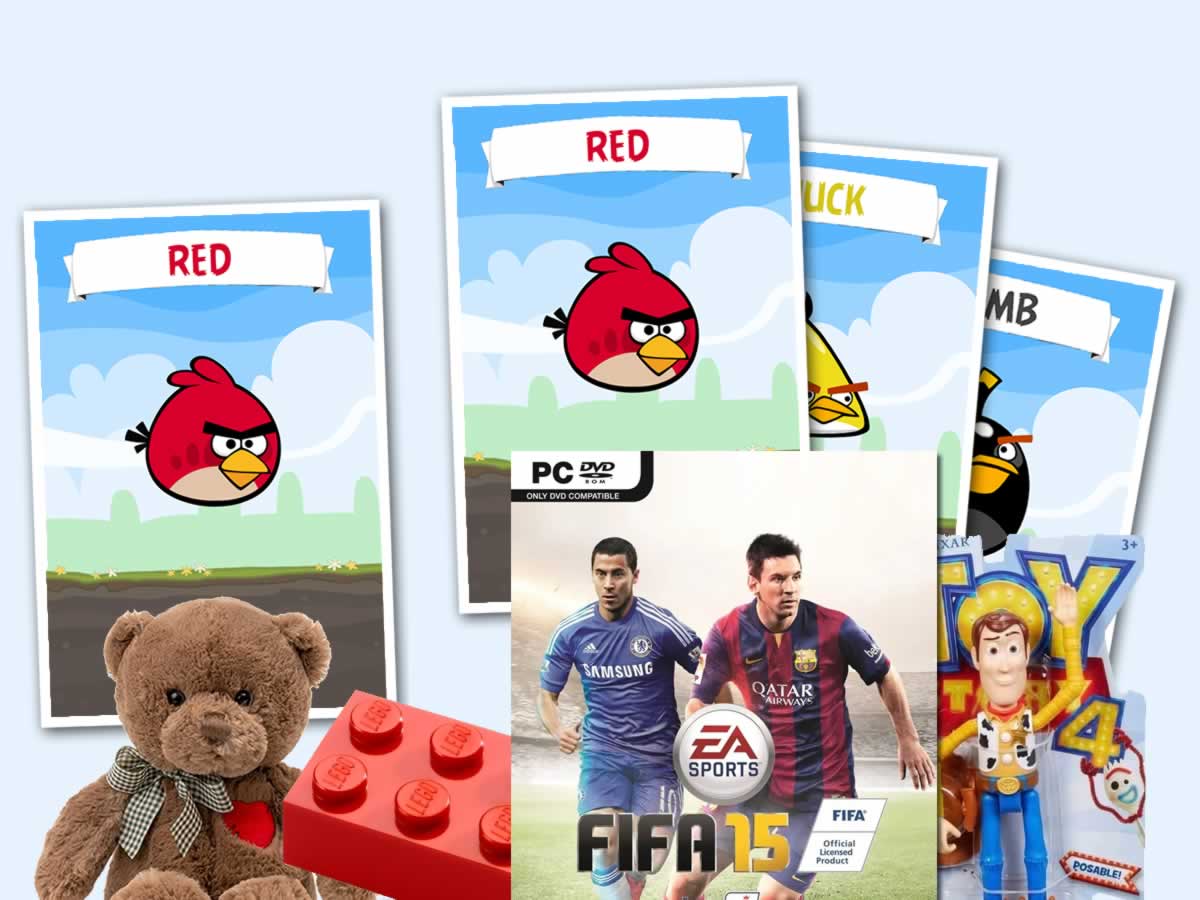 RED
RED
UCK
MB
PC DVD
ROM
ONLY DVD COMPATIBLE
SAMSUNG
QATAR
AIRWAYS
beko
EA
SPORTS
FIFA 15
FIFA
Official
Licensed
Product
XAR
3+
TOY
4
POSABLE!
LEGO
LEGO
LEGO
LEGO